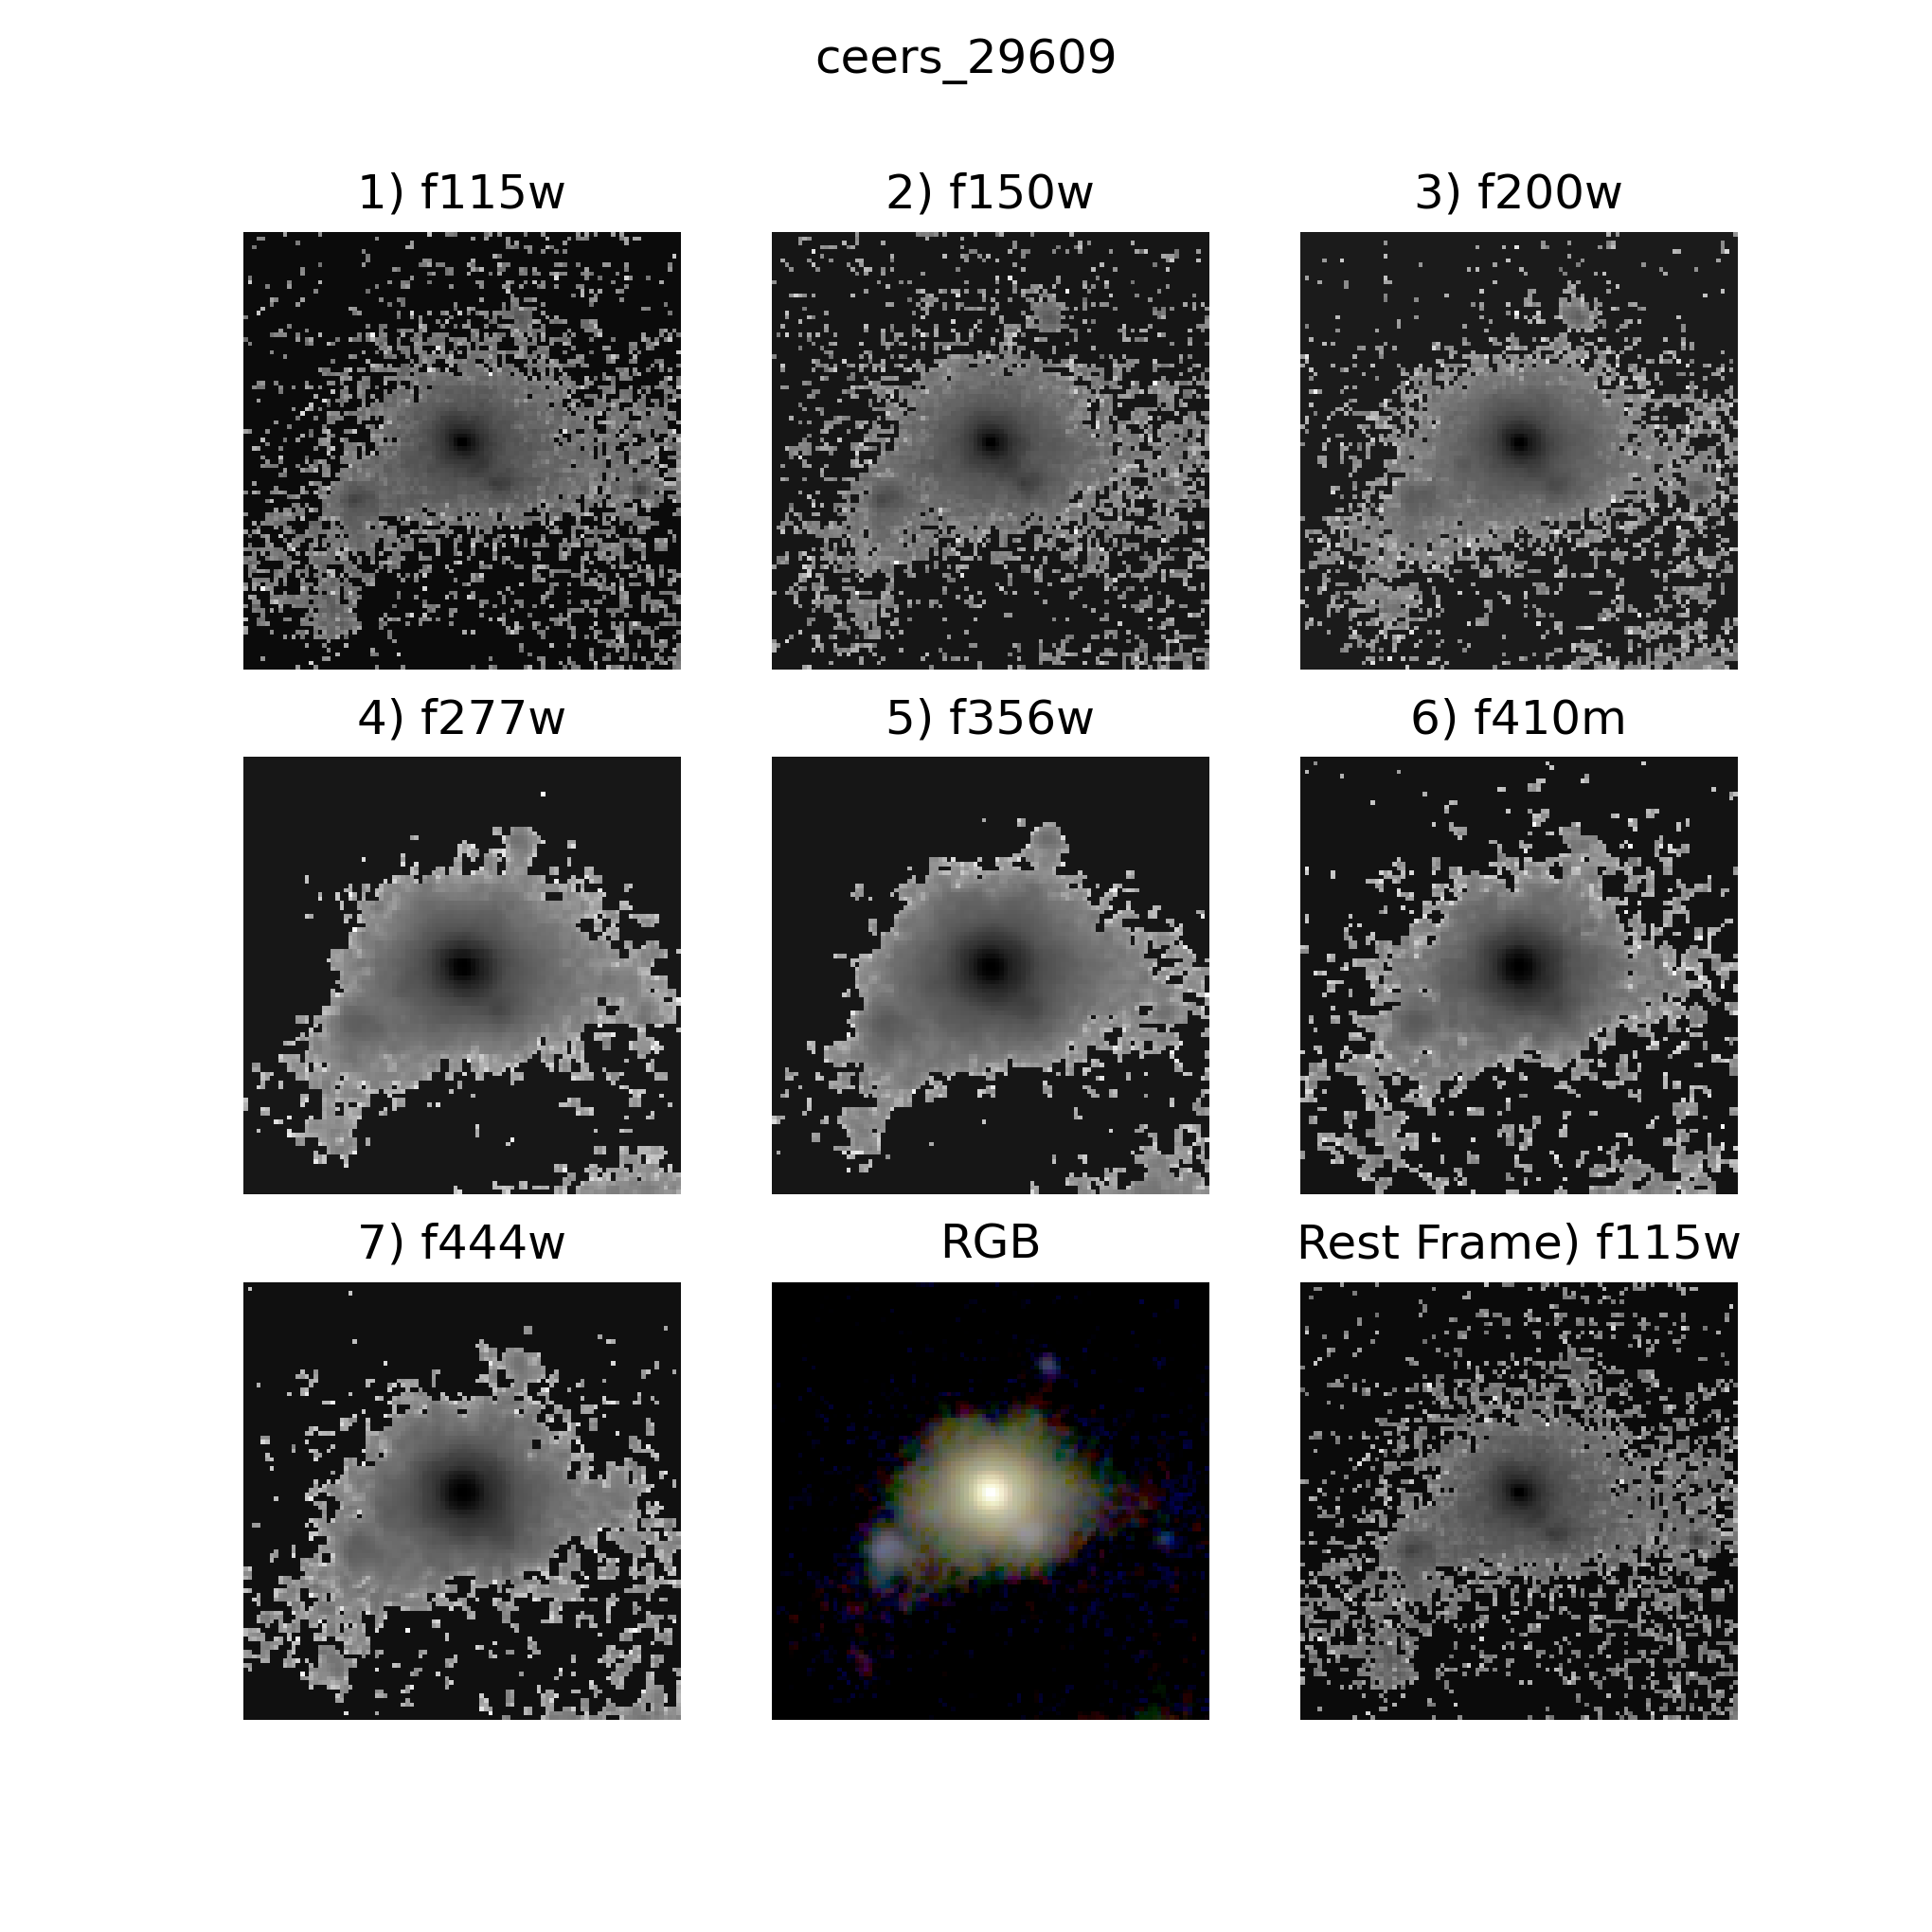 ceers_29609
1) f115w
2) f150w
3) f200w
4) f277w
5) f356w
6) f410m
7) f444w
RGB
Rest Frame) f115w